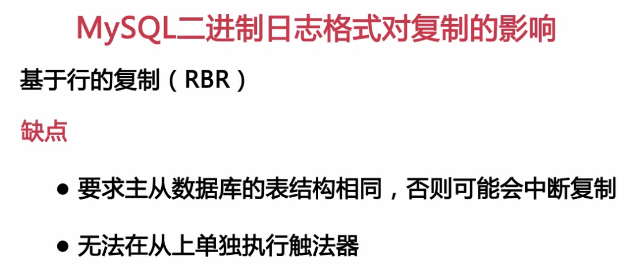 MySQL二进制日志格式对复制的影响
基于行的复制（RBR）
缺点
● 要求主从数据库的表结构相同，否则可能会中断复制
● 无法在从上单独执行触法器